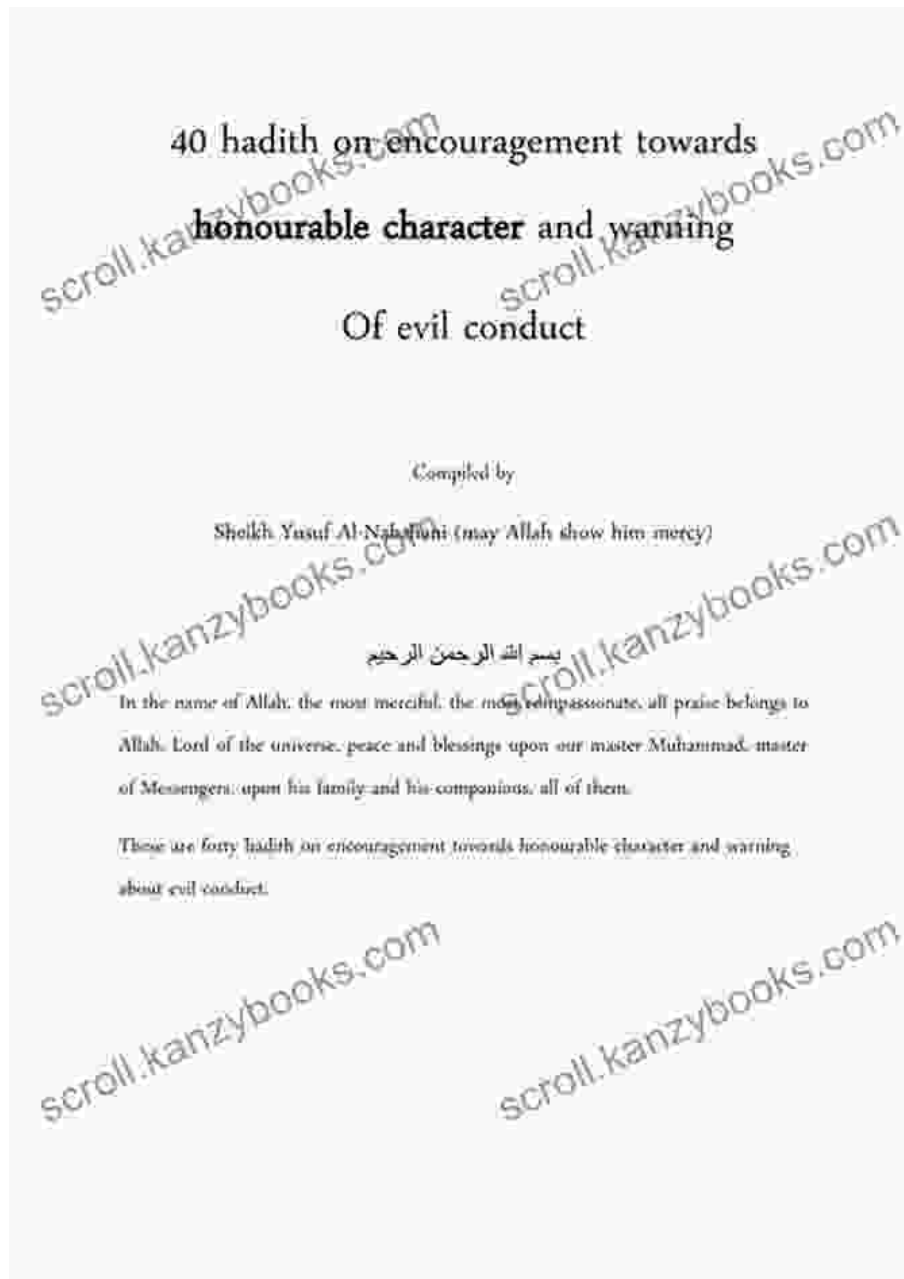 40 hadith on encouragement towards
honourable character and warning
Of evil conduct
Compiled by
Sheikh Yusuf Al-Nabahani (may Allah show him mercy)
بسم الله الرحمن الرحيم
In the name of Allah, the most merciful, the most compassionate, all praise belongs to
Allah, Lord of the universe, peace and blessings upon our master Muhammad, master
of Messengers, upon his family and his companions, all of them.
These are forty hadith on encouragement towards honourable character and warning
about evil conduct.
scroll.kanzybooks.com
scroll.kanzybooks.com
scroll.kanzybooks.com
scroll.kanzybooks.com
scroll.kanzybooks.com
scroll.kanzybooks.com